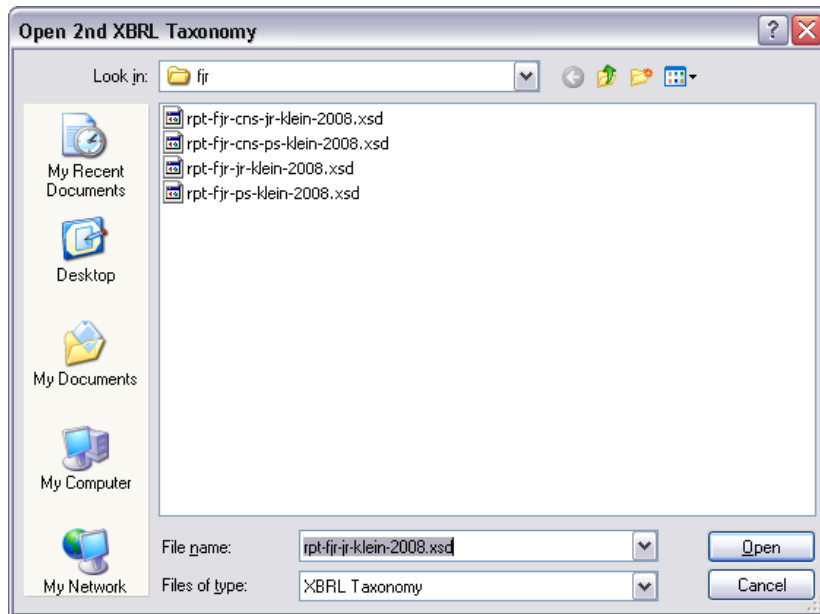 Open 2nd XBRL Taxonomy
Look in:
fjr
rpt-fjr-cns-jr-klein-2008.xsd
rpt-fjr-cns-ps-klein-2008.xsd
rpt-fjr-jr-klein-2008.xsd
rpt-fjr-ps-klein-2008.xsd
My Recent
Documents
Desktop
My Documents
My Computer
My Network
File name:
rpt-fjr-jr-klein-2008.xsd
Open
Files of type:
XBRL Taxonomy
Cancel